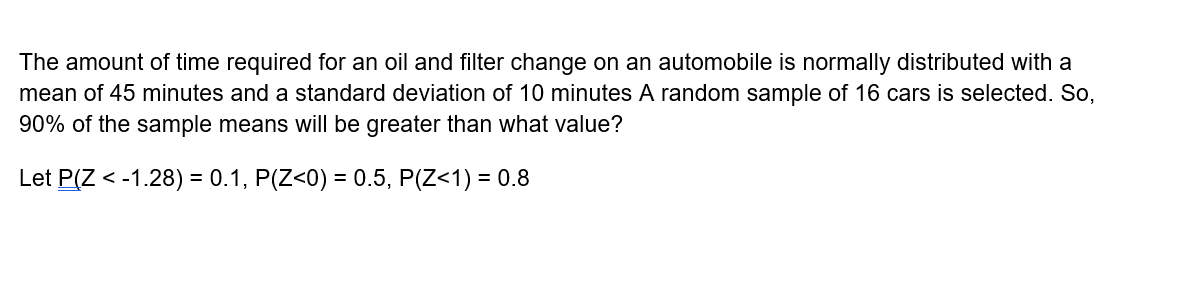 The amount of time required for an oil and filter change on an automobile is normally distributed with a
mean of 45 minutes and a standard deviation of 10 minutes A random sample of 16 cars is selected. So,
90% of the sample means will be greater than what value?
Let P(Z < -1.28) = 0.1, P(Z<0) = 0.5, P(Z<1) = 0.8